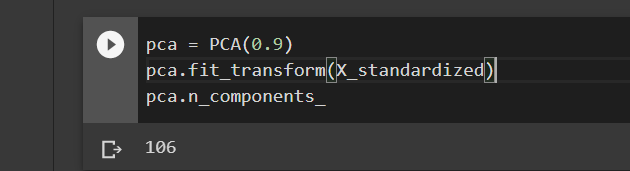 pca = PCA(0.9)
pca.fit_transform(X_standardized)
pca.n_components_
106